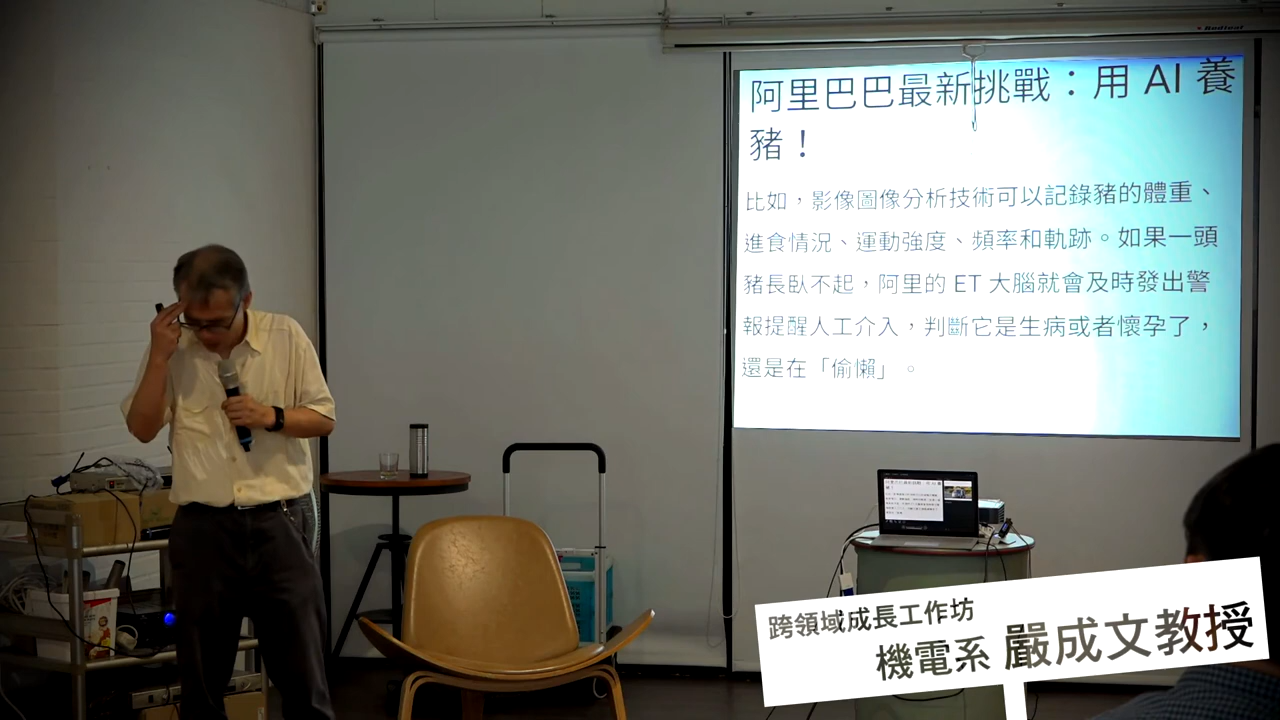 Radical
阿里巴巴最新挑戰：用 AI 養
豬！
比如，影像圖像分析技術可以記錄豬的體重、
進食情況、運動強度、頻率和軌跡。如果一頭
豬長臥不起，阿里的 ET 大腦就會及時發出警
報提醒人工介入，判斷它是生病或者懷孕了，
還是在「偷懶」。
跨領域成長工作坊
機電系 嚴成文教授